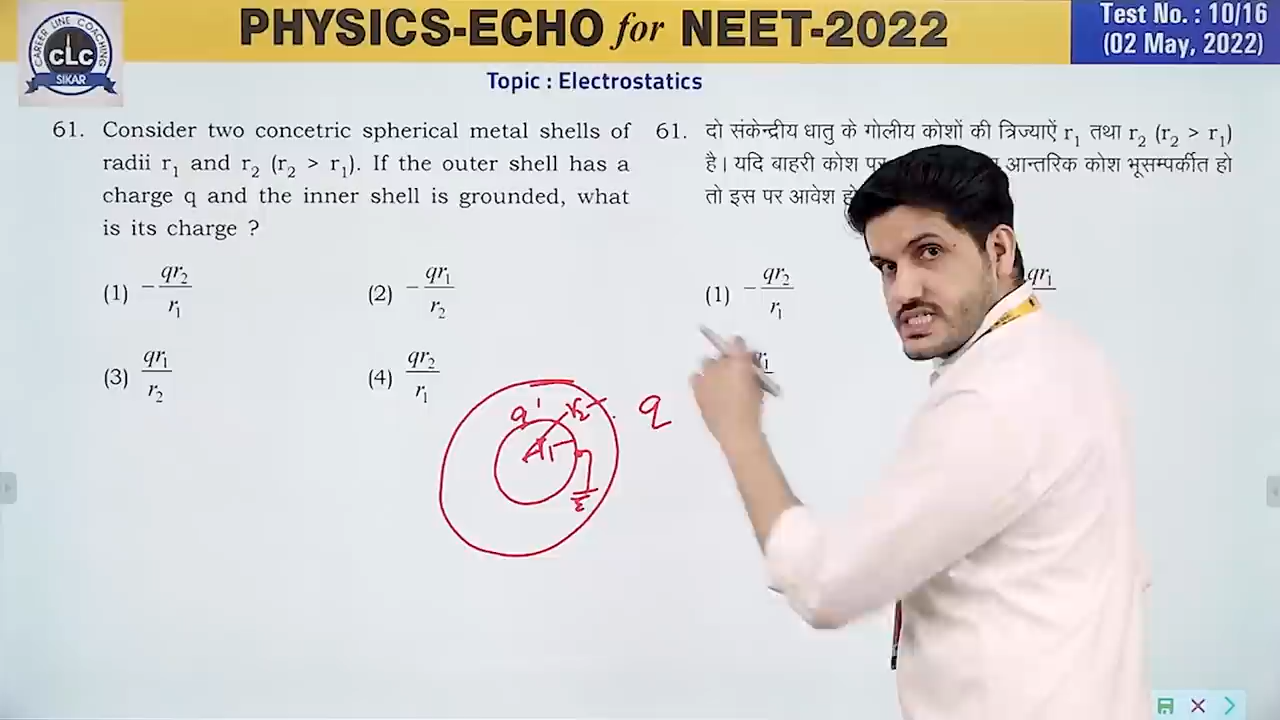 CAREER LINE COACHING
CLC
SIKAR
PHYSICS-ECHO for NEET-2022
Test No. : 10/16
(02 May, 2022)
Topic : Electrostatics
61. Consider two concetric spherical metal shells of
radii r₁ and r₂ (r₂ > r₁). If the outer shell has a
charge q and the inner shell is grounded, what
is its charge ?
(1) −qr₂/r₁
(2) −qr₁/r₂
(3) qr₁/r₂
(4) qr₂/r₁
61. दो संकेन्द्रीय धातु के गोलीय कोशों की त्रिज्याऐं r₁ तथा r₂ (r₂ > r₁)
है। यदि बाहरी कोश पर आन्तरिक कोश भूसम्पर्कीत हो
तो इस पर आवेश
(1) −qr₂/r₁
qr₁
q'
r₂
r₁
q